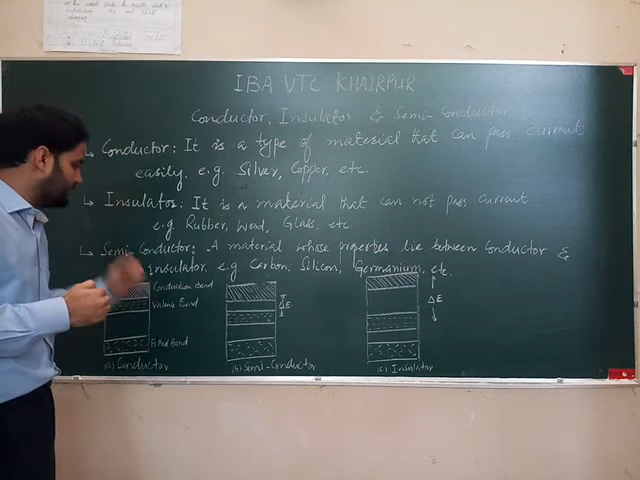 IBA VTC KHAIRPUR
Conductor, Insulator & Semi-Conductor
↳ Conductor: It is a type of material that can pass current
easily. e.g. Silver, Copper, etc.
↳ Insulator: It is a material that can not pass current
e.g. Rubber, Wood, Glass, etc
↳ Semi-Conductor: A material whose properties lie between Conductor &
insulator. e.g. Carbon, Silicon, Germanium, etc.
Conduction Band
Valance Band
ΔE
ΔE
Filled Band
(a) Conductor
(b) Semi-Conductor
(c) Insulator